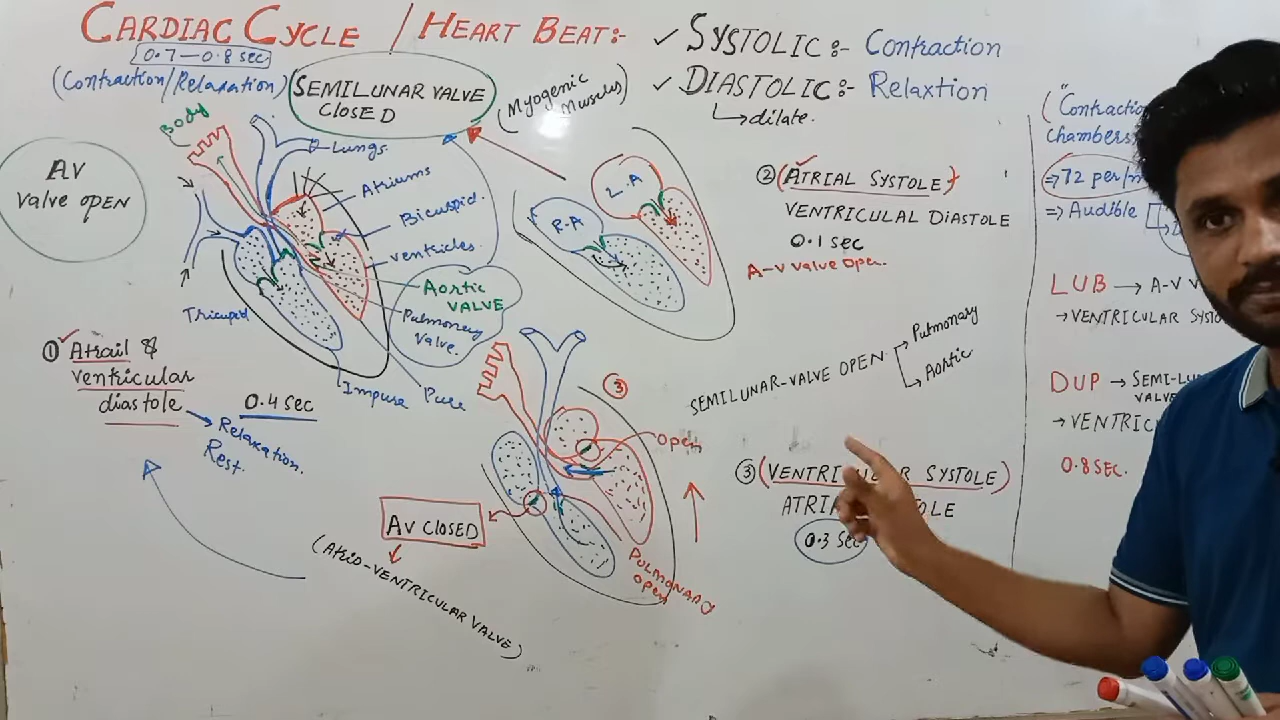 CARDIAC CYCLE / HEART BEAT:-
0.7-0.8 sec
(Contraction/Relaxation)
SEMILUNAR VALVE
CLOSED
(Myogenic
Muscles)
✓ SYSTOLIC:- Contraction
✓ DIASTOLIC:- Relaxtion
↳dilate.
AV
valve OPEN
Body
Lungs
Atriums
Bicuspid.
ventricles.
Aortic
VALVE
Pulmonary
Valve.
Tricuspid
Impure Pure
L.A
R.A
② (ATRIAL SYSTOLE)
VENTRICULAL DIASTOLE
0.1 sec
A-V valve Open.
① Atrail &
ventricular
diastole
0.4 sec
Relaxation.
Rest.
③
Open
AV CLOSED
(Atrio-VENTRICULAR VALVE)
PULMONARY
open
SEMILUNAR-VALVE OPEN
Pulmonary
Aortic
③ (VENTRICULAR SYSTOLE)
0.3 sec
("Contractio
Chambers
⇒ 72 per/m
⇒ Audible
LUB → A-V V
→ VENTRICULAR SYSTO
DUP → SEMI-LU
VALVE
→ VENTRIC
0.8 SEC.